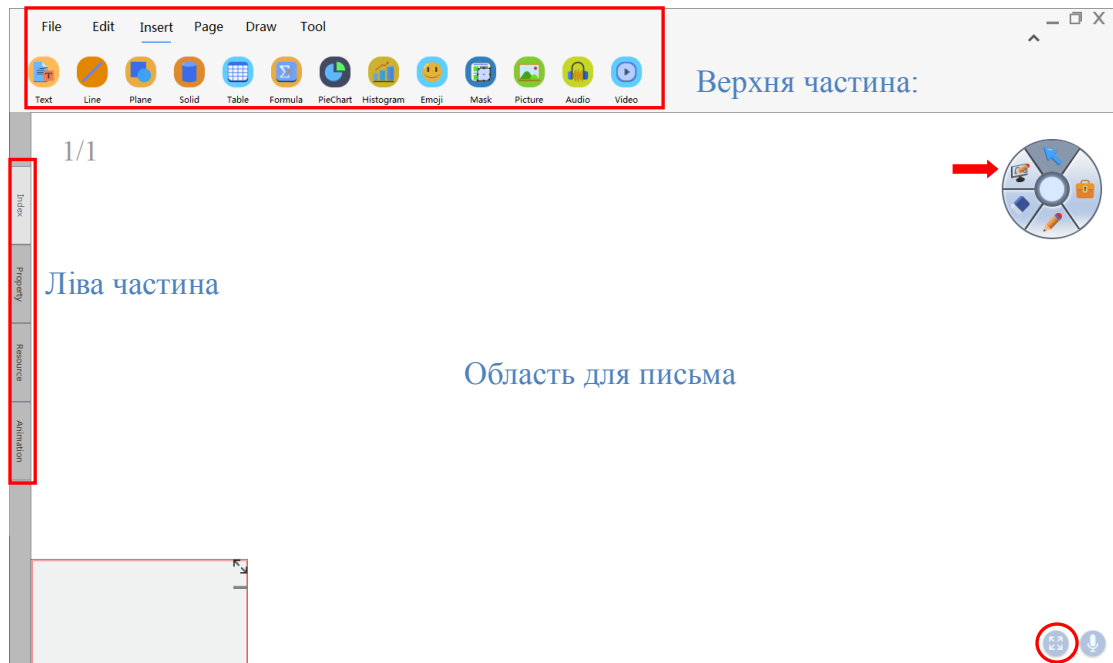 File Edit Insert Page Draw Tool
Text Line Plane Solid Table Formula PieChart Histogram Emoji Mask Picture Audio Video
Верхня частина:
1/1
Index
Property
Resource
Animation
Ліва частина
Область для письма